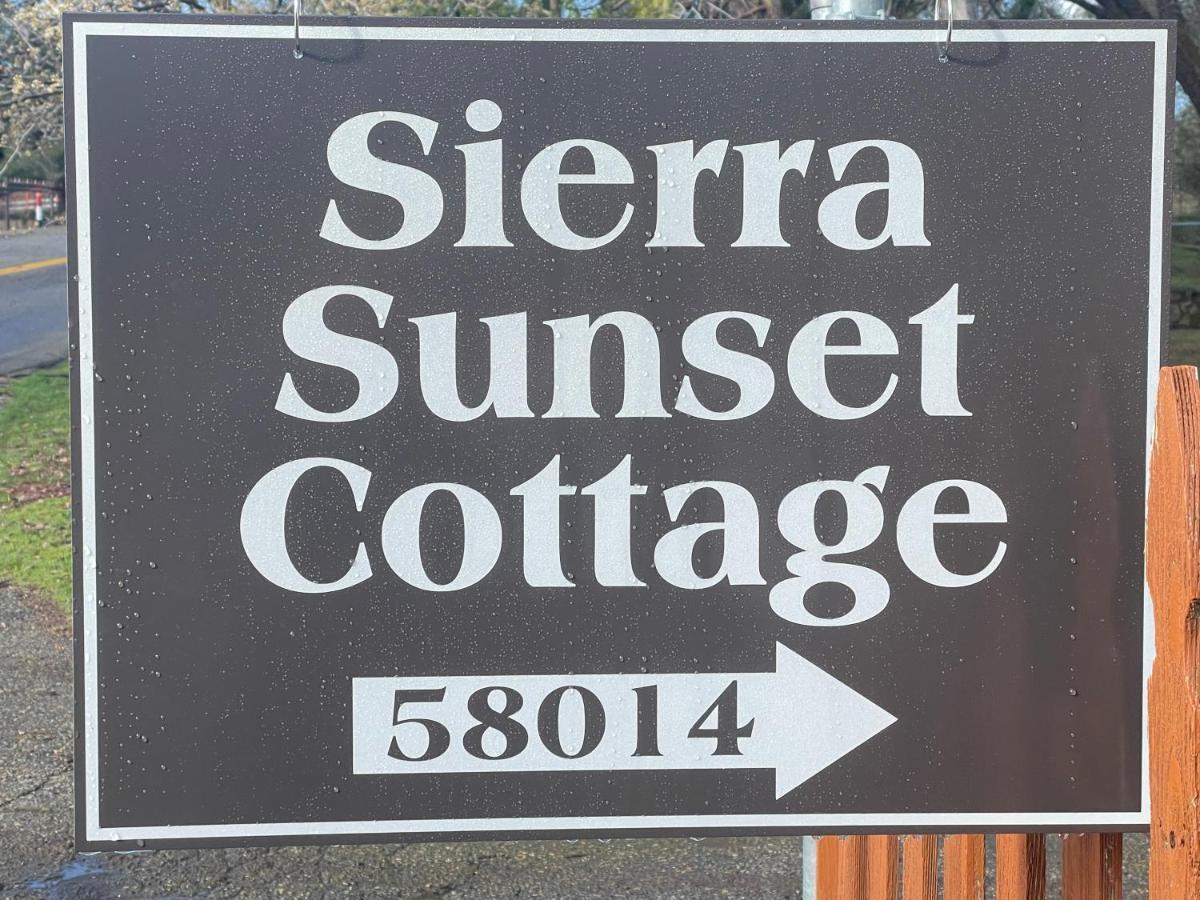 Sierra
Sunset
Cottage
58014